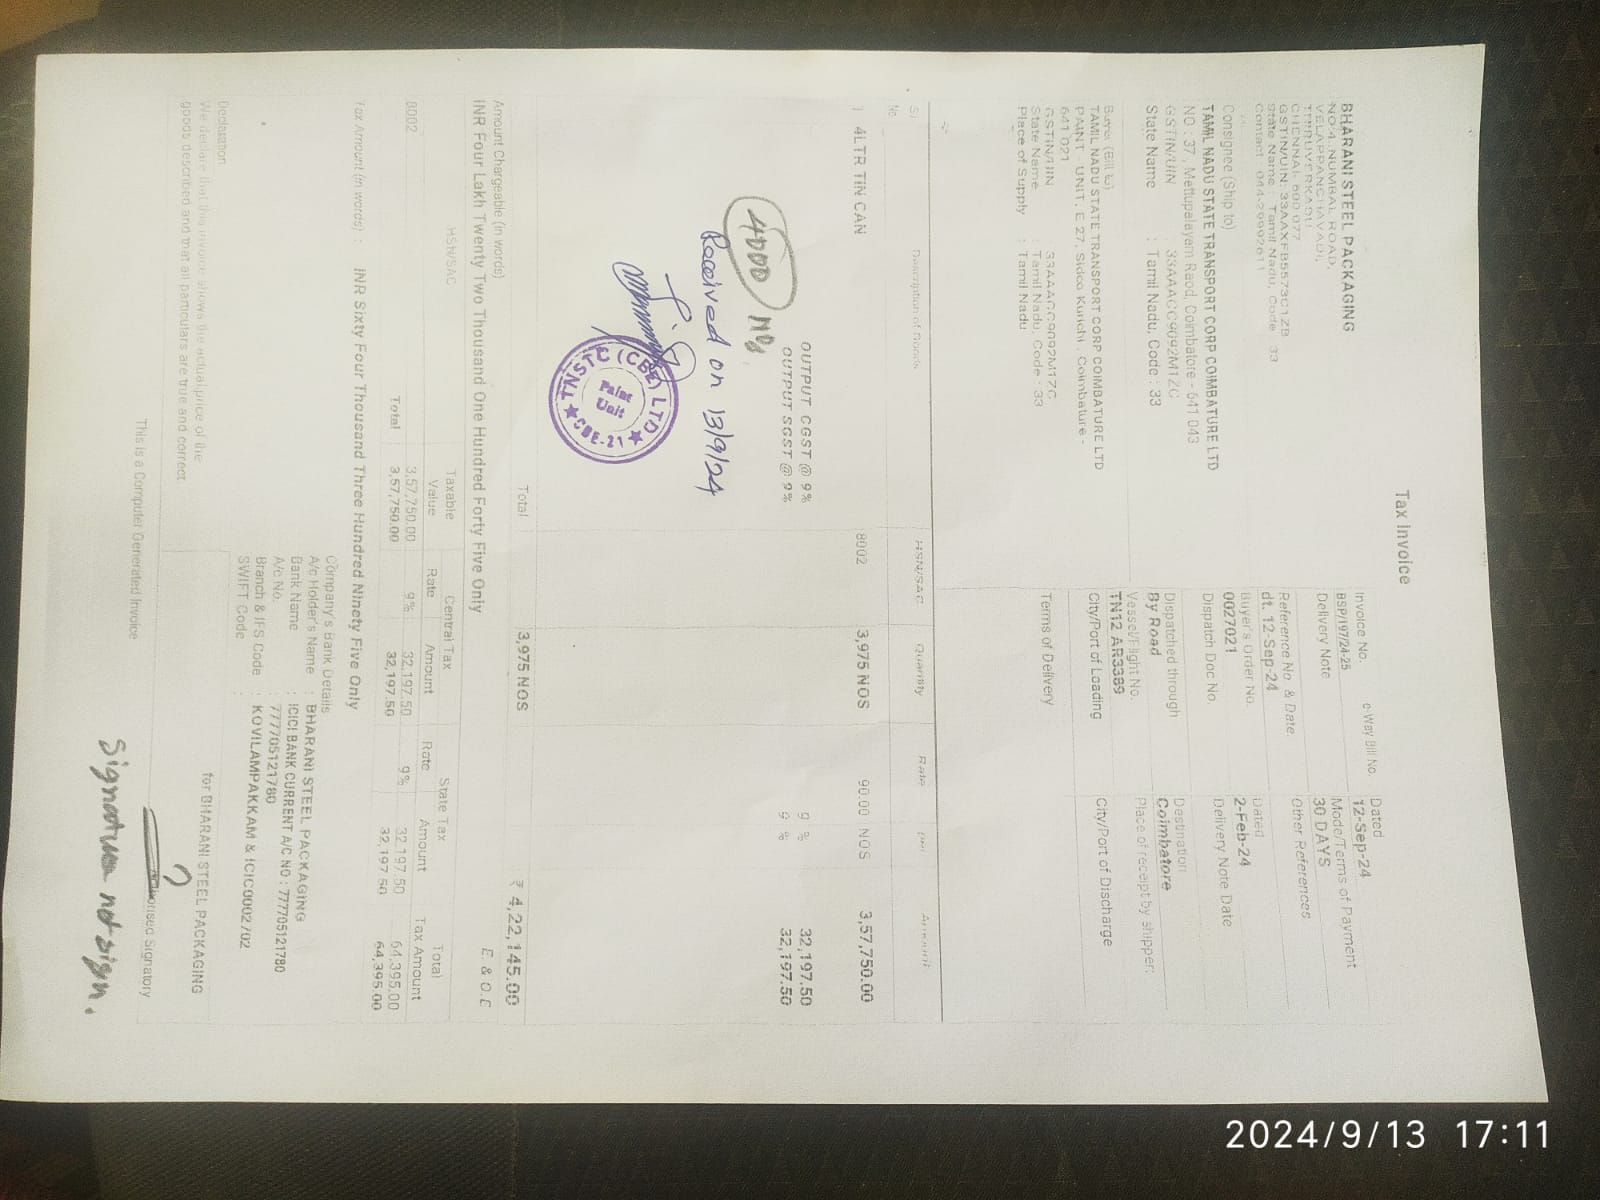 Tax Invoice
BHARANI STEEL PACKAGING
NO:4, NUMBAL ROAD,
VELAPPANCHAVADI,
THIRUVERKADU
CHENNAI- 600 077
GSTIN/UIN: 33AAXFB5573C1ZB
State Name : Tamil Nadu, Code : 33
Contact : 044-29992611
Invoice No. e-Way Bill No. Dated
BSP/197/24-25 12-Sep-24
Delivery Note Mode/Terms of Payment
30 DAYS
Reference No. & Date. Other References
dt. 12-Sep-24
Consignee (Ship to)
TAMIL NADU STATE TRANSPORT CORP COIMBATURE LTD
NO : 37, Mettupalayam Raod, Coimbatore - 641 043
GSTIN/UIN : 33AAACC9092M1ZC
State Name : Tamil Nadu, Code : 33
Buyer's Order No. Dated
0027021 2-Feb-24
Dispatch Doc No. Delivery Note Date
Dispatched through Destination
By Road Coimbatore
Vessel/Flight No. Place of receipt by shipper:
TN12 AR3389
City/Port of Loading City/Port of Discharge
Buyer (Bill to)
TAMIL NADU STATE TRANSPORT CORP COIMBATURE LTD
PAINT - UNIT, E 27, Sidco Kurichi, Coimbature -
641 021
GSTIN/UIN : 33AAACC9092M1ZC
State Name : Tamil Nadu, Code : 33
Place of Supply : Tamil Nadu
Terms of Delivery
Sl No. Description of Goods HSN/SAC Quantity Rate per Amount
1 4LTR TIN CAN 8002 3,975 NOS 90.00 NOS 3,57,750.00
OUTPUT CGST @ 9% 9 % 32,197.50
OUTPUT SGST @ 9% 9 % 32,197.50
4000 Nos
Received on 13/9/24
TNSTC (CBE) LTD
Paint
Unit
CBE-21
Total 3,975 NOS ₹ 4,22,145.00
Amount Chargeable (in words) E. & O.E
INR Four Lakh Twenty Two Thousand One Hundred Forty Five Only
HSN/SAC Taxable Value Central Tax Rate Amount State Tax Rate Amount Total Tax Amount
8002 3,57,750.00 9% 32,197.50 9% 32,197.50 64,395.00
Total 3,57,750.00 32,197.50 32,197.50 64,395.00
Tax Amount (in words) : INR Sixty Four Thousand Three Hundred Ninety Five Only
Company's Bank Details
A/c Holder's Name : BHARANI STEEL PACKAGING
Bank Name : ICICI BANK CURRENT A/C NO : 777705121780
A/c No. : 777705121780
Branch & IFS Code : KOVILAMPAKKAM & ICIC0002702
SWIFT Code :
Declaration
We declare that this invoice shows the actual price of the
goods described and that all particulars are true and correct
for BHARANI STEEL PACKAGING
?
Authorised Signatory
This is a Computer Generated Invoice
Signature not sign.
2024/9/13 17:11